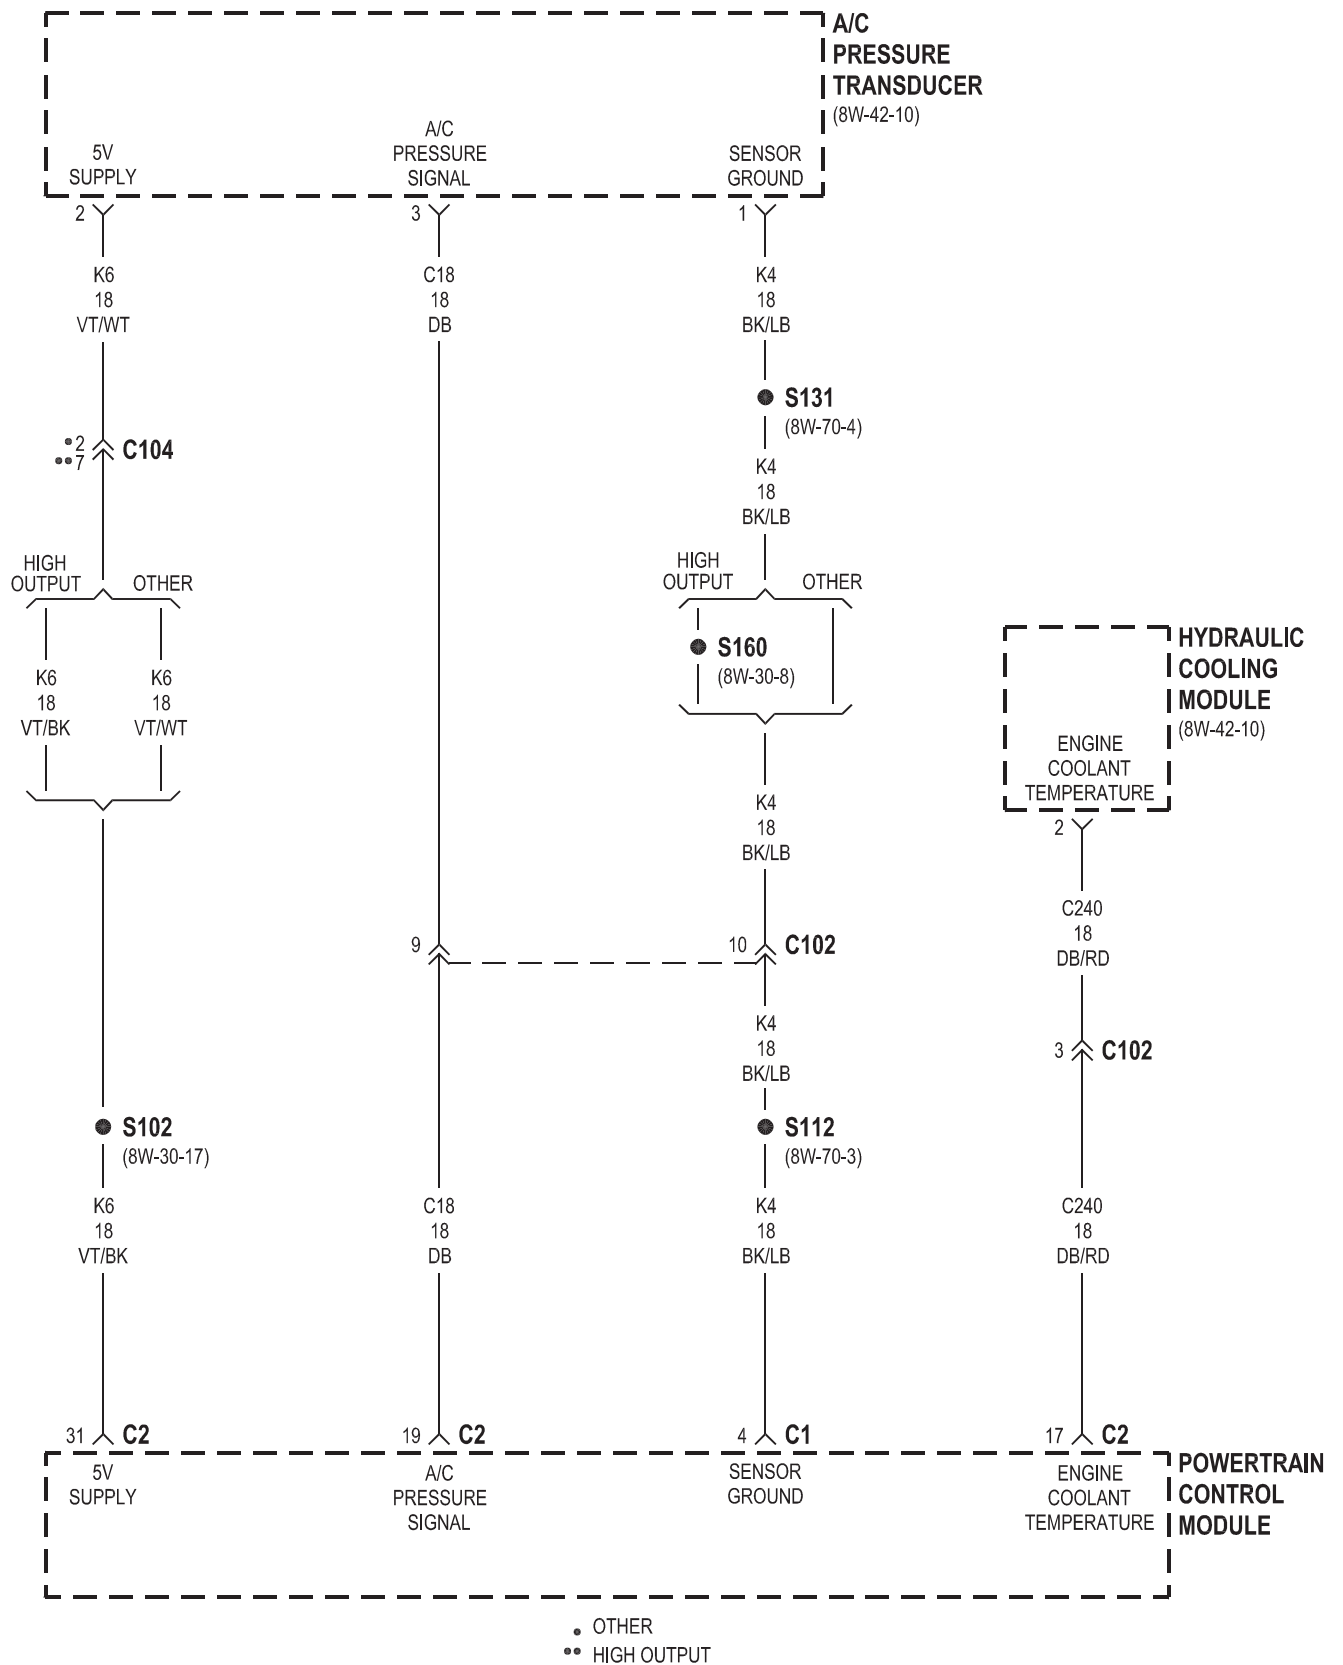 A/C
PRESSURE
TRANSDUCER
(8W-42-10)
5V
SUPPLY
A/C
PRESSURE
SIGNAL
SENSOR
GROUND
2
3
1
K6
18
VT/WT
C18
18
DB
K4
18
BK/LB
S131
(8W-70-4)
2
7
C104
K4
18
BK/LB
HIGH
OUTPUT
OTHER
HIGH
OUTPUT
OTHER
S160
(8W-30-8)
K6
18
VT/BK
K6
18
VT/WT
HYDRAULIC
COOLING
MODULE
(8W-42-10)
ENGINE
COOLANT
TEMPERATURE
2
K4
18
BK/LB
C240
18
DB/RD
9
10
C102
K4
18
BK/LB
3
C102
S102
(8W-30-17)
S112
(8W-70-3)
K6
18
VT/BK
C18
18
DB
K4
18
BK/LB
C240
18
DB/RD
31
C2
19
C2
4
C1
17
C2
5V
SUPPLY
A/C
PRESSURE
SIGNAL
SENSOR
GROUND
ENGINE
COOLANT
TEMPERATURE
POWERTRAIN
CONTROL
MODULE
OTHER
HIGH OUTPUT